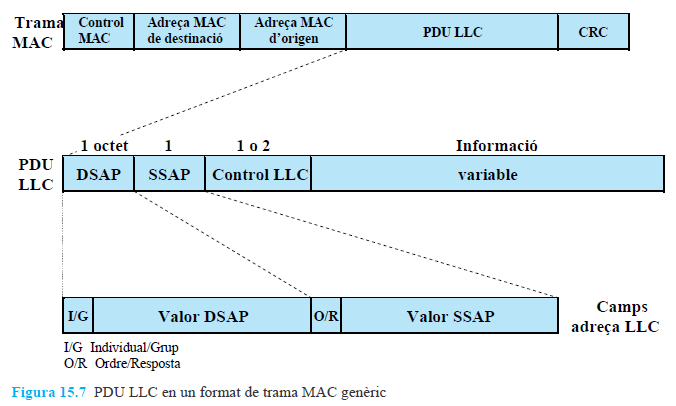 Trama MAC
Control MAC
Adreça MAC de destinació
Adreça MAC d'origen
PDU LLC
CRC
1 octet
1
1 o 2
Informació
PDU LLC
DSAP
SSAP
Control LLC
variable
I/G
Valor DSAP
O/R
Valor SSAP
Camps adreça LLC
I/G Individual/Grup
O/R Ordre/Resposta
Figura 15.7 PDU LLC en un format de trama MAC genèric